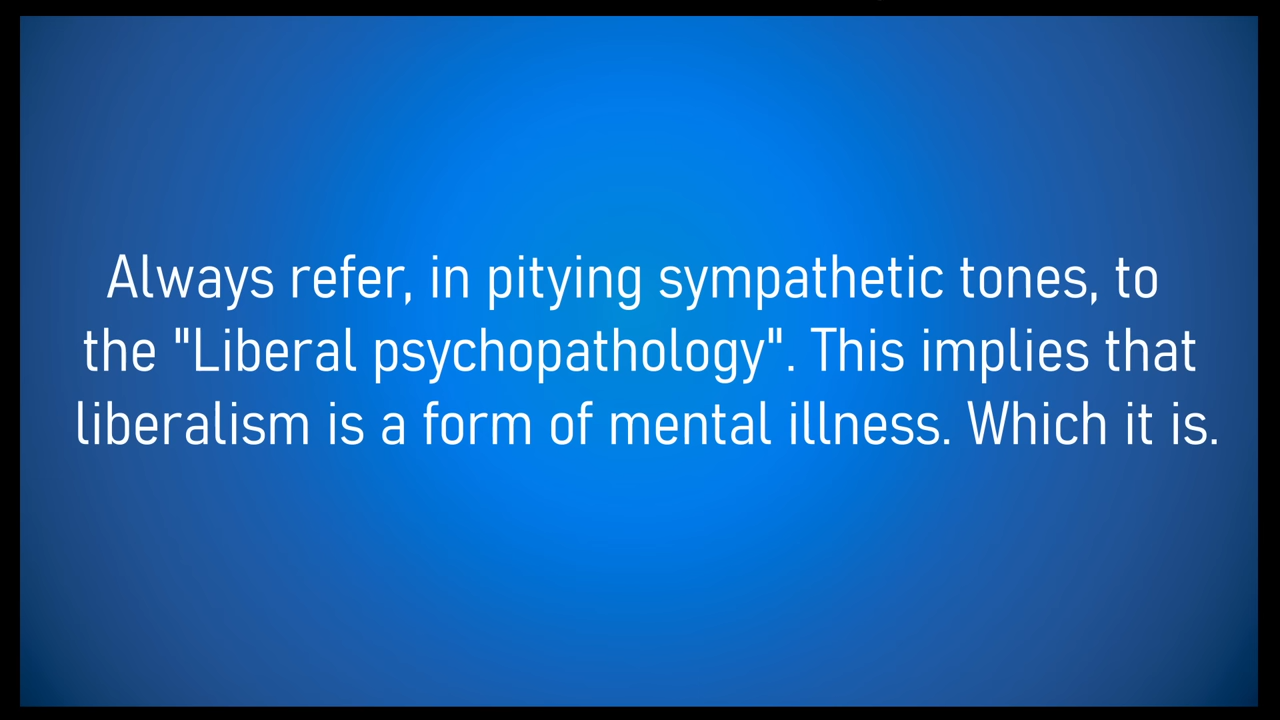 Always refer, in pitying sympathetic tones, to
the "Liberal psychopathology". This implies that
liberalism is a form of mental illness. Which it is.